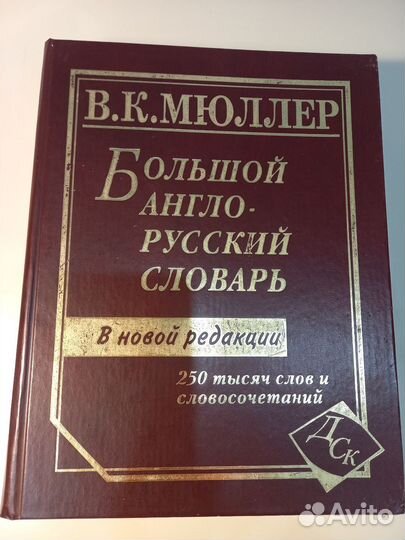 В.К.МЮЛЛЕР
БОЛЬШОЙ
АНГЛО-
РУССКИЙ
СЛОВАРЬ
В новой редакции
250 тысяч слов и
словосочетаний
ДСК
Avito